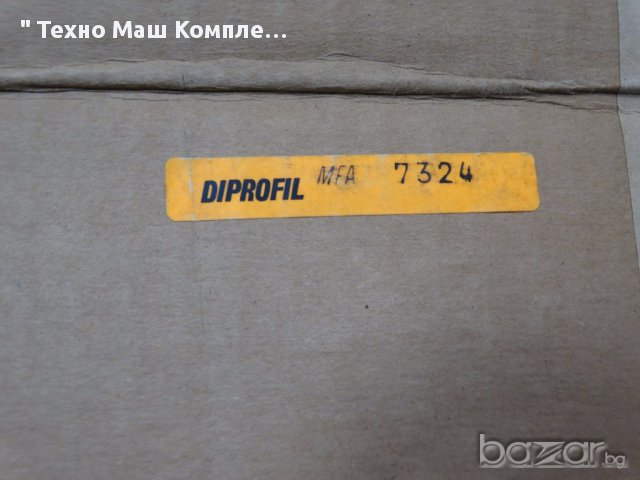 " Техно Маш Компле...
DIPROFIL MFA 7324
bazar.bg